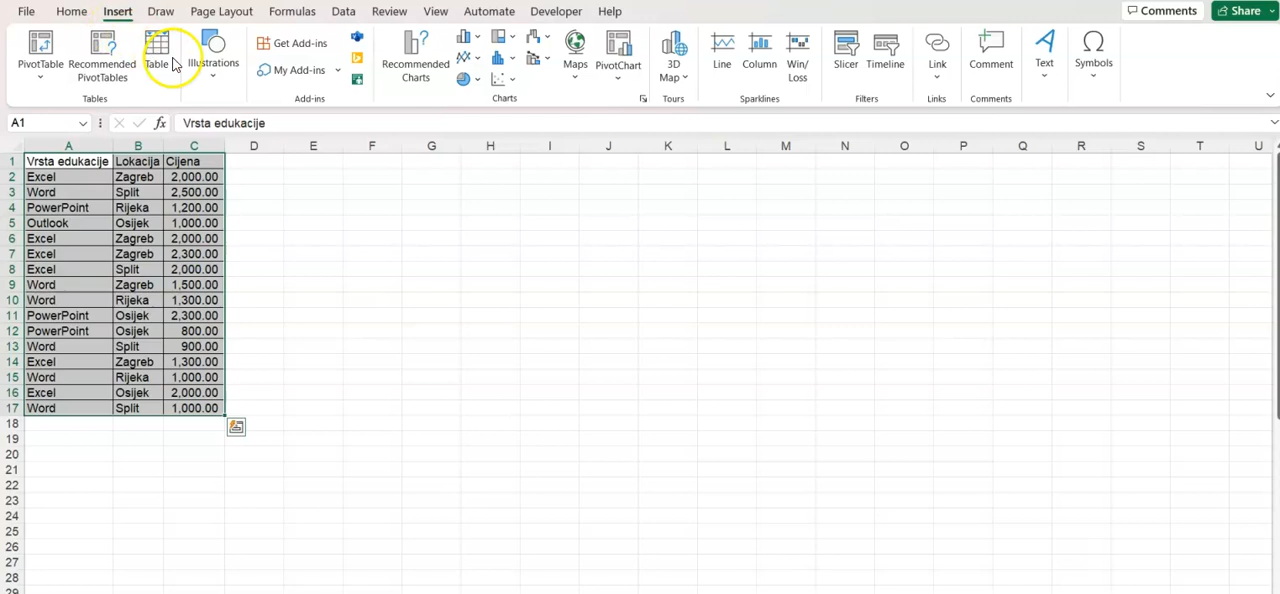 File Home Insert Draw Page Layout Formulas Data Review View Automate Developer Help Comments Share
PivotTable Recommended PivotTables Table Illustrations
Get Add-ins
My Add-ins
Recommended Charts Maps PivotChart 3D Map Line Column Win/Loss Slicer Timeline Link Comment Text Symbols
Tables Add-ins Charts Tours Sparklines Filters Links Comments
A1 fx Vrsta edukacije
A B C D E F G H I J K L M N O P Q R S T U
1 Vrsta edukacije Lokacija Cijena
2 Excel Zagreb 2,000.00
3 Word Split 2,500.00
4 PowerPoint Rijeka 1,200.00
5 Outlook Osijek 1,000.00
6 Excel Zagreb 2,000.00
7 Excel Zagreb 2,300.00
8 Excel Split 2,000.00
9 Word Zagreb 1,500.00
10 Word Rijeka 1,300.00
11 PowerPoint Osijek 2,300.00
12 PowerPoint Osijek 800.00
13 Word Split 900.00
14 Excel Zagreb 1,300.00
15 Word Rijeka 1,000.00
16 Excel Osijek 2,000.00
17 Word Split 1,000.00
18
19
20
21
22
23
24
25
26
27
28
29